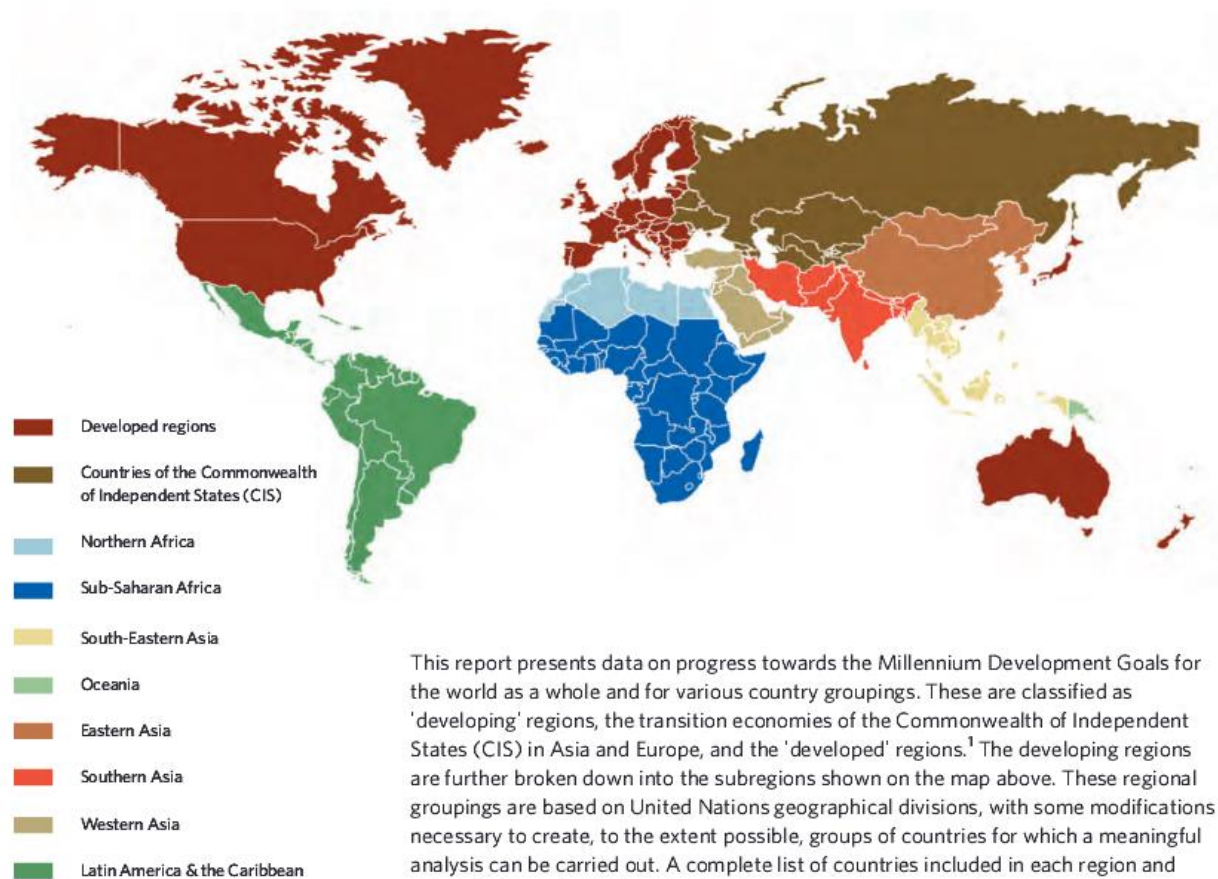 Developed regions
Countries of the Commonwealth
of Independent States (CIS)
Northern Africa
Sub-Saharan Africa
South-Eastern Asia
Oceania
Eastern Asia
Southern Asia
Western Asia
Latin America & the Caribbean
This report presents data on progress towards the Millennium Development Goals for
the world as a whole and for various country groupings. These are classified as
'developing' regions, the transition economies of the Commonwealth of Independent
States (CIS) in Asia and Europe, and the 'developed' regions.¹ The developing regions
are further broken down into the subregions shown on the map above. These regional
groupings are based on United Nations geographical divisions, with some modifications
necessary to create, to the extent possible, groups of countries for which a meaningful
analysis can be carried out. A complete list of countries included in each region and